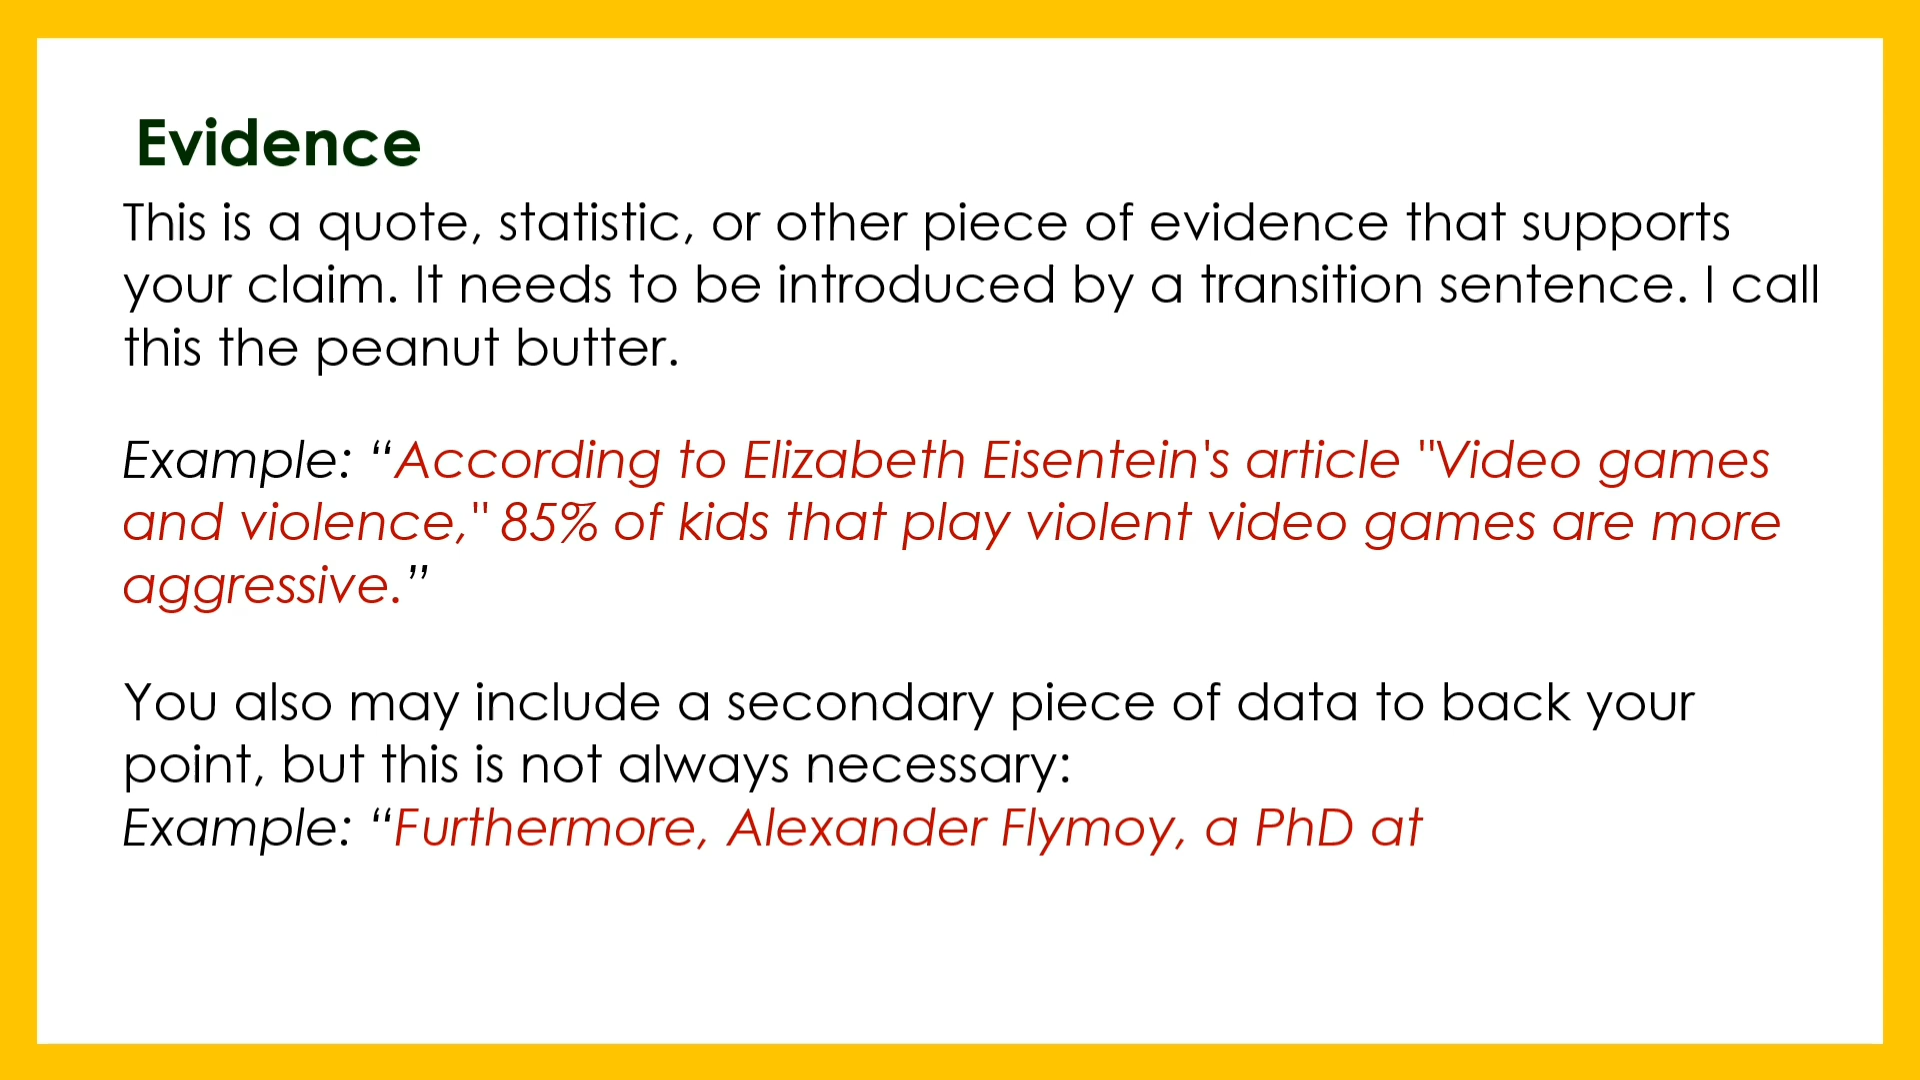 Evidence
This is a quote, statistic, or other piece of evidence that supports
your claim. It needs to be introduced by a transition sentence. I call
this the peanut butter.
Example: “According to Elizabeth Eisentein's article "Video games
and violence," 85% of kids that play violent video games are more
aggressive.”
You also may include a secondary piece of data to back your
point, but this is not always necessary:
Example: “Furthermore, Alexander Flymoy, a PhD at